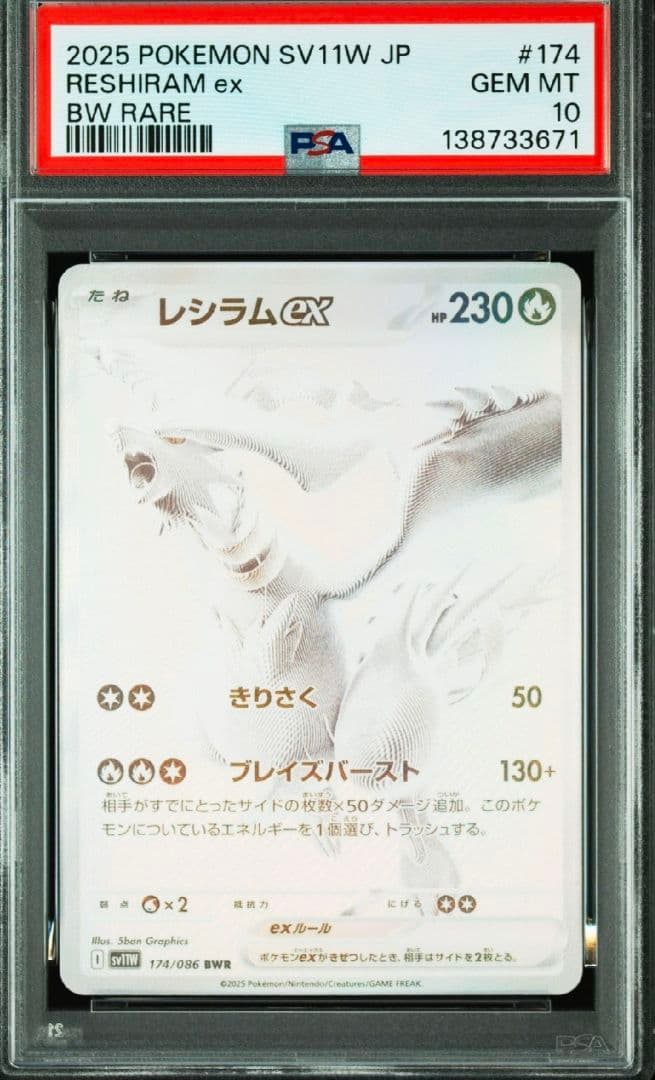 2025 POKEMON SV11W JP #174
RESHIRAM ex GEM MT
BW RARE 10
PSA 138733671
たね レシラムex HP230
きりさく 50
ブレイズバースト 130+
相手がすでにとったサイドの枚数×50ダメージ追加。このポケ
モンについているエネルギーを1個選び、トラッシュする。
弱点 ×2 抵抗力 にげる
exルール
ポケモンexがきぜつしたとき、相手はサイドを2枚とる。
Illus. 5ban Graphics
I sv11W 174/086 BWR
©2025 Pokémon/Nintendo/Creatures/GAME FREAK.
PSA